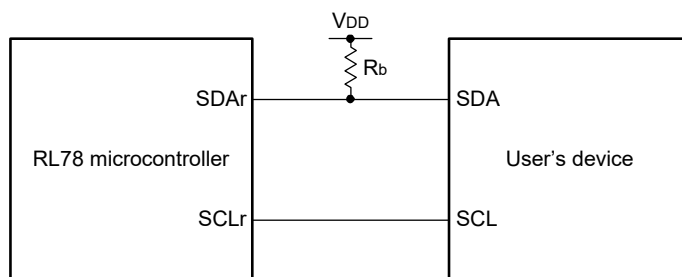 VDD
Rb
SDAr
SDA
RL78 microcontroller
User's device
SCLr
SCL